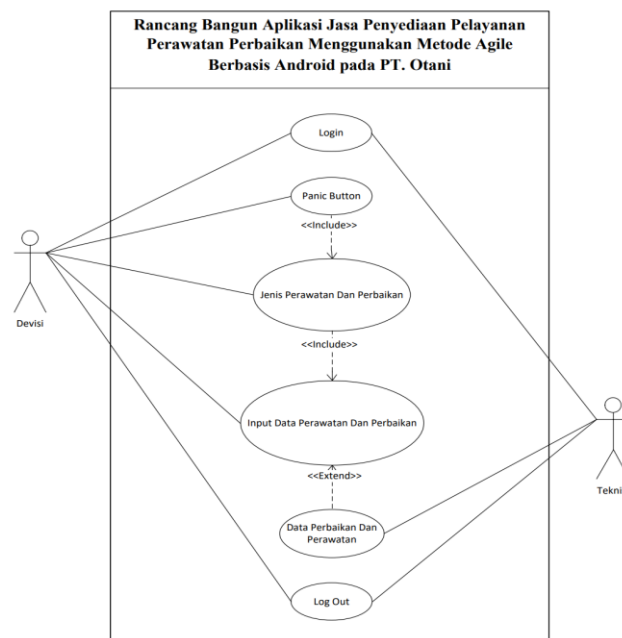 Rancang Bangun Aplikasi Jasa Penyediaan Pelayanan
Perawatan Perbaikan Menggunakan Metode Agile
Berbasis Android pada PT. Otani
Login
Panic Button
<<Include>>
Jenis Perawatan Dan Perbaikan
Devisi
<<Include>>
Input Data Perawatan Dan Perbaikan
<<Extend>>
Tekni
Data Perbaikan Dan
Perawatan
Log Out